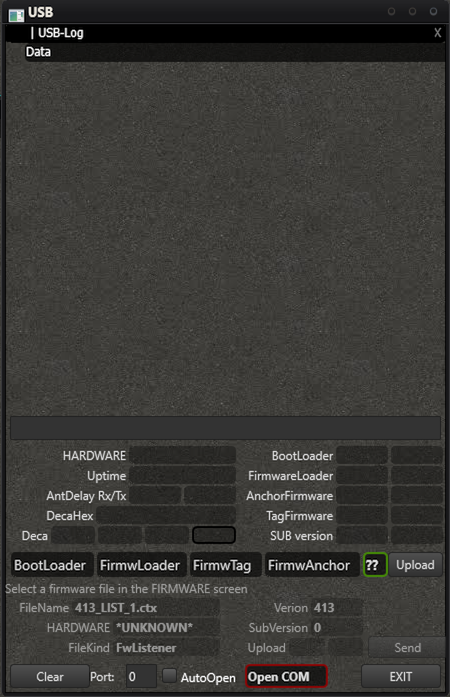 USB
| USB-Log X
Data
HARDWARE BootLoader
Uptime FirmwareLoader
AntDelay Rx/Tx AnchorFirmware
DecaHex TagFirmware
Deca SUB version
BootLoader FirmwLoader FirmwTag FirmwAnchor ?? Upload
Select a firmware file in the FIRMWARE screen
FileName 413_LIST_1.ctx Verion 413
HARDWARE *UNKNOWN* SubVersion 0
FileKind FwListener Upload Send
Clear Port: 0 AutoOpen Open COM EXIT